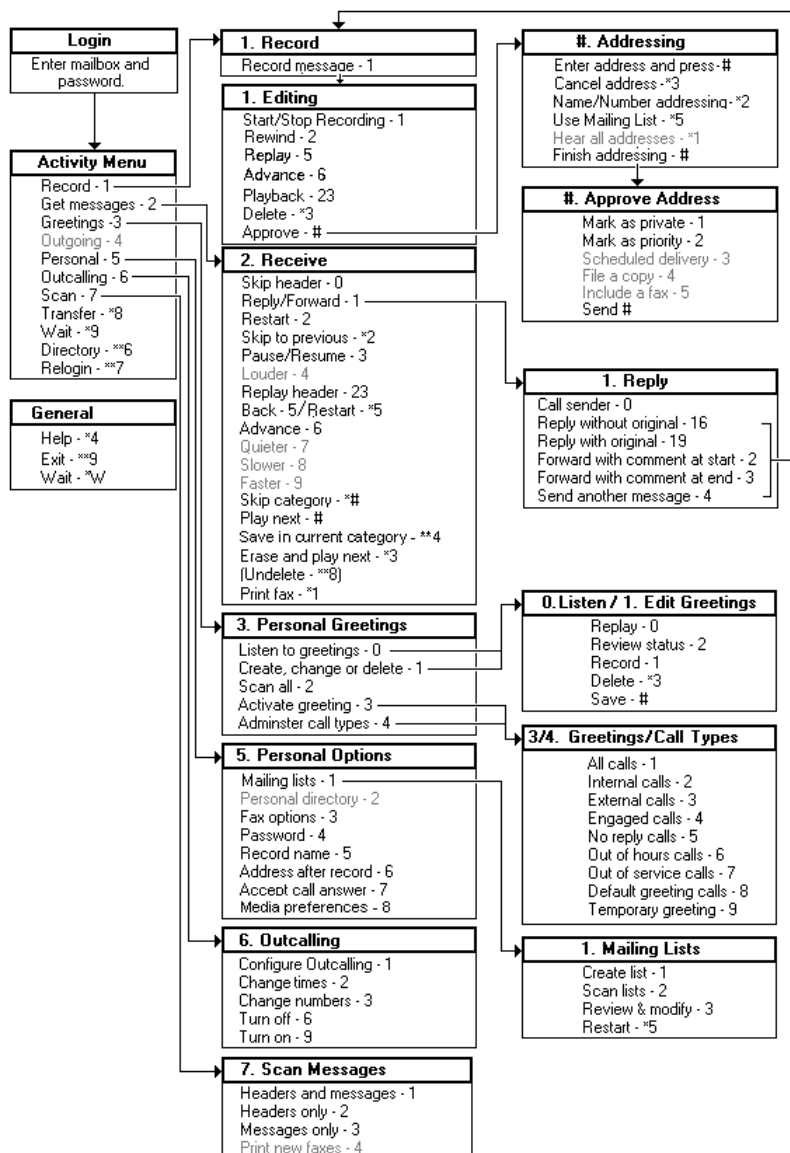 Login
Enter mailbox and
password.
Activity Menu
Record - 1
Get messages - 2
Greetings -3
Outgoing - 4
Personal - 5
Outcalling - 6
Scan - 7
Transfer - *8
Wait - *9
Directory - **6
Relogin - **7
General
Help - *4
Exit - **9
Wait - *W
1. Record
Record message - 1
1. Editing
Start/Stop Recording - 1
Rewind - 2
Replay - 5
Advance - 6
Playback - 23
Delete - *3
Approve - #
2. Receive
Skip header - 0
Reply/Forward - 1
Restart - 2
Skip to previous - *2
Pause/Resume - 3
Louder - 4
Replay header - 23
Back - 5/Restart - *5
Advance - 6
Quieter - 7
Slower - 8
Faster - 9
Skip category - *#
Play next - #
Save in current category - **4
Erase and play next - *3
(Undelete - **8)
Print fax - *1
3. Personal Greetings
Listen to greetings - 0
Create, change or delete - 1
Scan all - 2
Activate greeting - 3
Adminster call types - 4
5. Personal Options
Mailing lists - 1
Personal directory - 2
Fax options - 3
Password - 4
Record name - 5
Address after record - 6
Accept call answer - 7
Media preferences - 8
6. Outcalling
Configure Outcalling - 1
Change times - 2
Change numbers - 3
Turn off - 6
Turn on - 9
7. Scan Messages
Headers and messages - 1
Headers only - 2
Messages only - 3
Print new faxes - 4
#. Addressing
Enter address and press-#
Cancel address - *3
Name/Number addressing - *2
Use Mailing List - *5
Hear all addresses - *1
Finish addressing - #
#. Approve Address
Mark as private - 1
Mark as priority - 2
Scheduled delivery - 3
File a copy - 4
Include a fax - 5
Send #
1. Reply
Call sender - 0
Reply without original - 16
Reply with original - 19
Forward with comment at start - 2
Forward with comment at end - 3
Send another message - 4
0.Listen / 1. Edit Greetings
Replay - 0
Review status - 2
Record - 1
Delete - *3
Save - #
3/4. Greetings/Call Types
All calls - 1
Internal calls - 2
External calls - 3
Engaged calls - 4
No reply calls - 5
Out of hours calls - 6
Out of service calls - 7
Default greeting calls - 8
Temporary greeting - 9
1. Mailing Lists
Create list - 1
Scan lists - 2
Review & modify - 3
Restart - *5